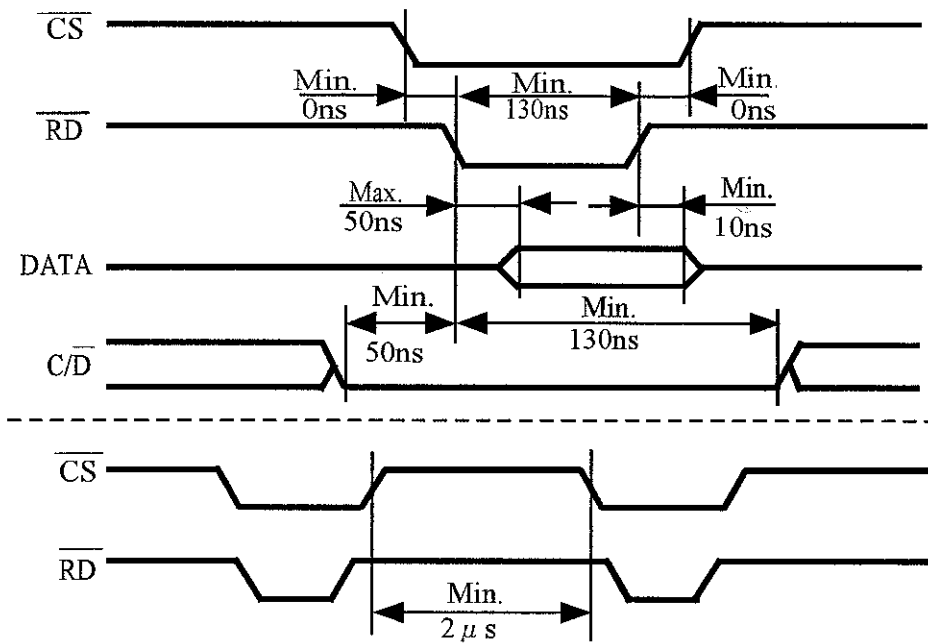 CS
Min. Min. Min
0ns 130ns 0ns
RD
Max. Min.
50ns 10ns
DATA
Min. Min.
50ns 130ns
C/D
CS
RD
Min.
2 μ s